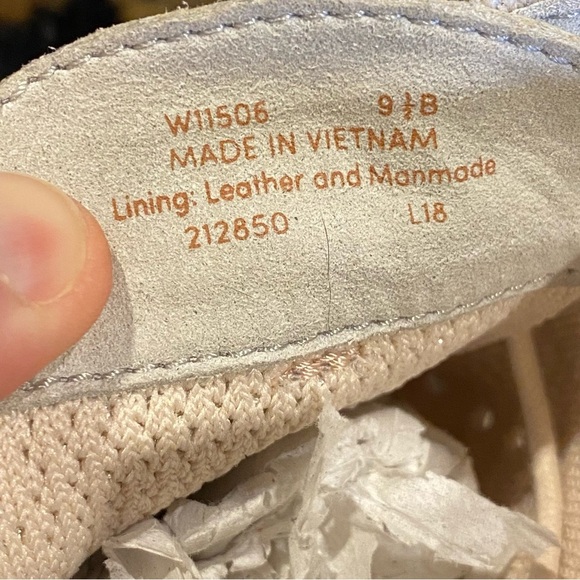 W11506 9 ½ B
MADE IN VIETNAM
Lining: Leather and Manmade
212850 L18